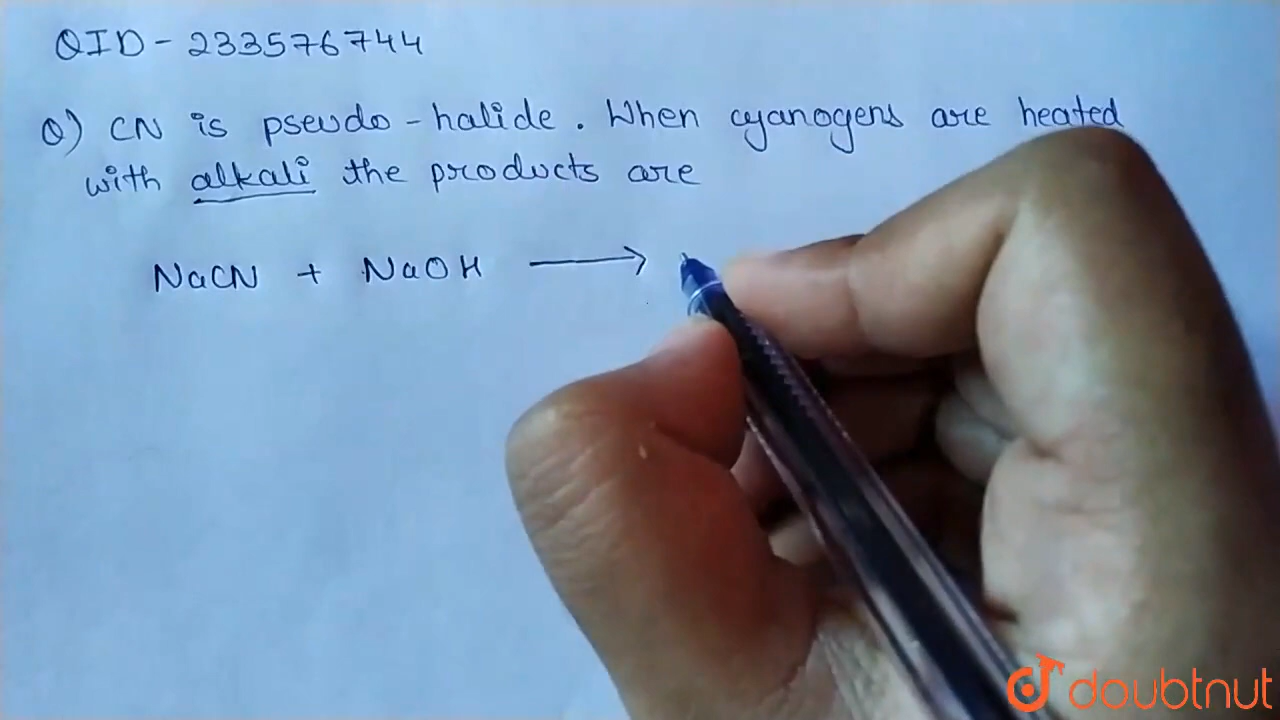 QID - 233576744
Q) CN is pseudo - halide . When cyanogens are heated
with alkali the products are
NaCN + NaOH ⟶
doubtnut